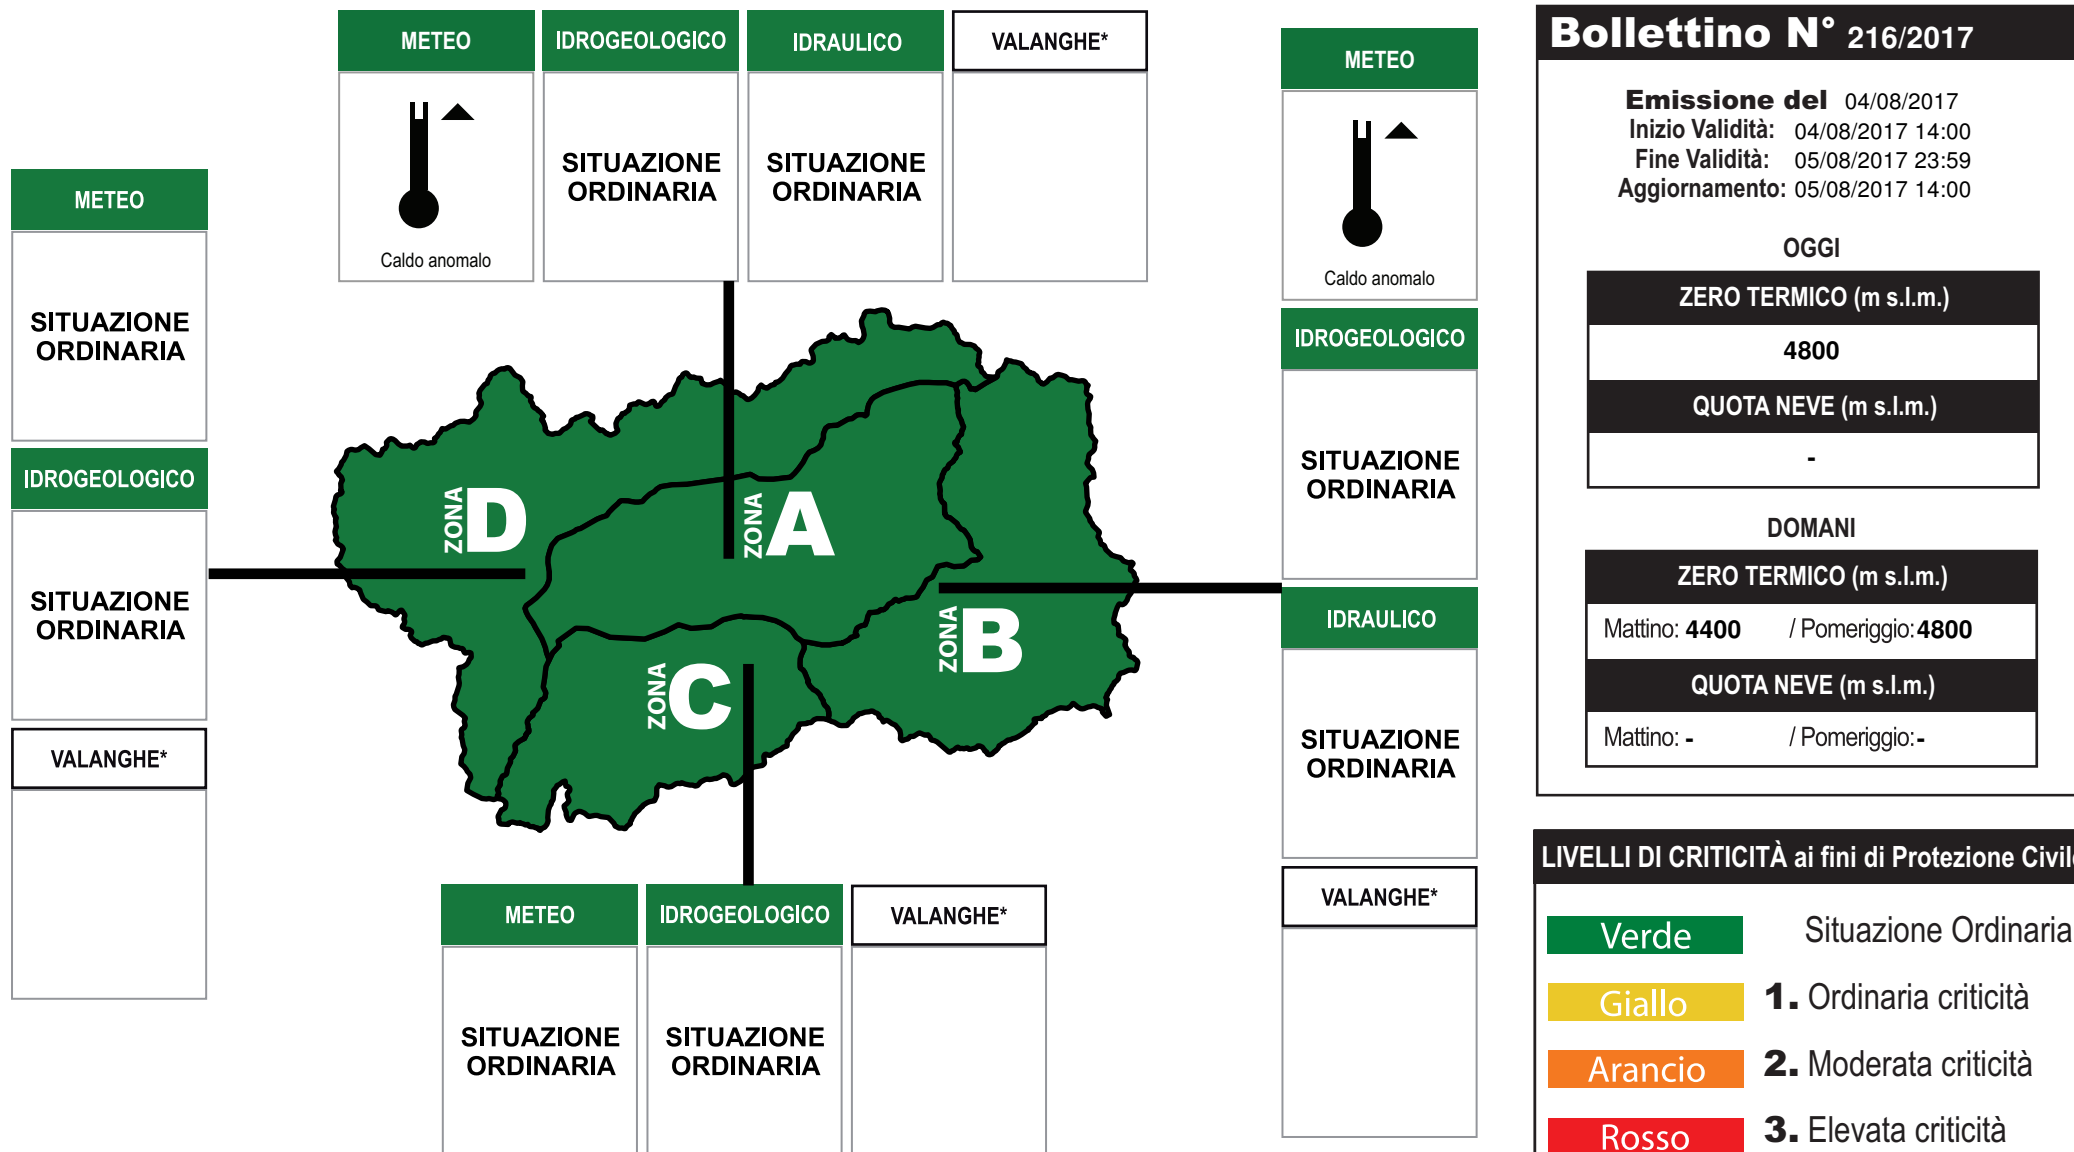 METEO
IDROGEOLOGICO
IDRAULICO
VALANGHE*
Caldo anomalo
SITUAZIONE
ORDINARIA
SITUAZIONE
ORDINARIA
METEO
SITUAZIONE
ORDINARIA
IDROGEOLOGICO
SITUAZIONE
ORDINARIA
VALANGHE*
ZONA D
ZONA A
ZONA B
ZONA C
METEO
Caldo anomalo
IDROGEOLOGICO
SITUAZIONE
ORDINARIA
IDRAULICO
SITUAZIONE
ORDINARIA
VALANGHE*
METEO
IDROGEOLOGICO
VALANGHE*
SITUAZIONE
ORDINARIA
SITUAZIONE
ORDINARIA
Bollettino N° 216/2017
Emissione del 04/08/2017
Inizio Validità: 04/08/2017 14:00
Fine Validità: 05/08/2017 23:59
Aggiornamento: 05/08/2017 14:00
OGGI
ZERO TERMICO (m s.l.m.)
4800
QUOTA NEVE (m s.l.m.)
-
DOMANI
ZERO TERMICO (m s.l.m.)
Mattino: 4400 / Pomeriggio: 4800
QUOTA NEVE (m s.l.m.)
Mattino: - / Pomeriggio: -
LIVELLI DI CRITICITÀ ai fini di Protezione Civile
Verde Situazione Ordinaria
Giallo 1. Ordinaria criticità
Arancio 2. Moderata criticità
Rosso 3. Elevata criticità